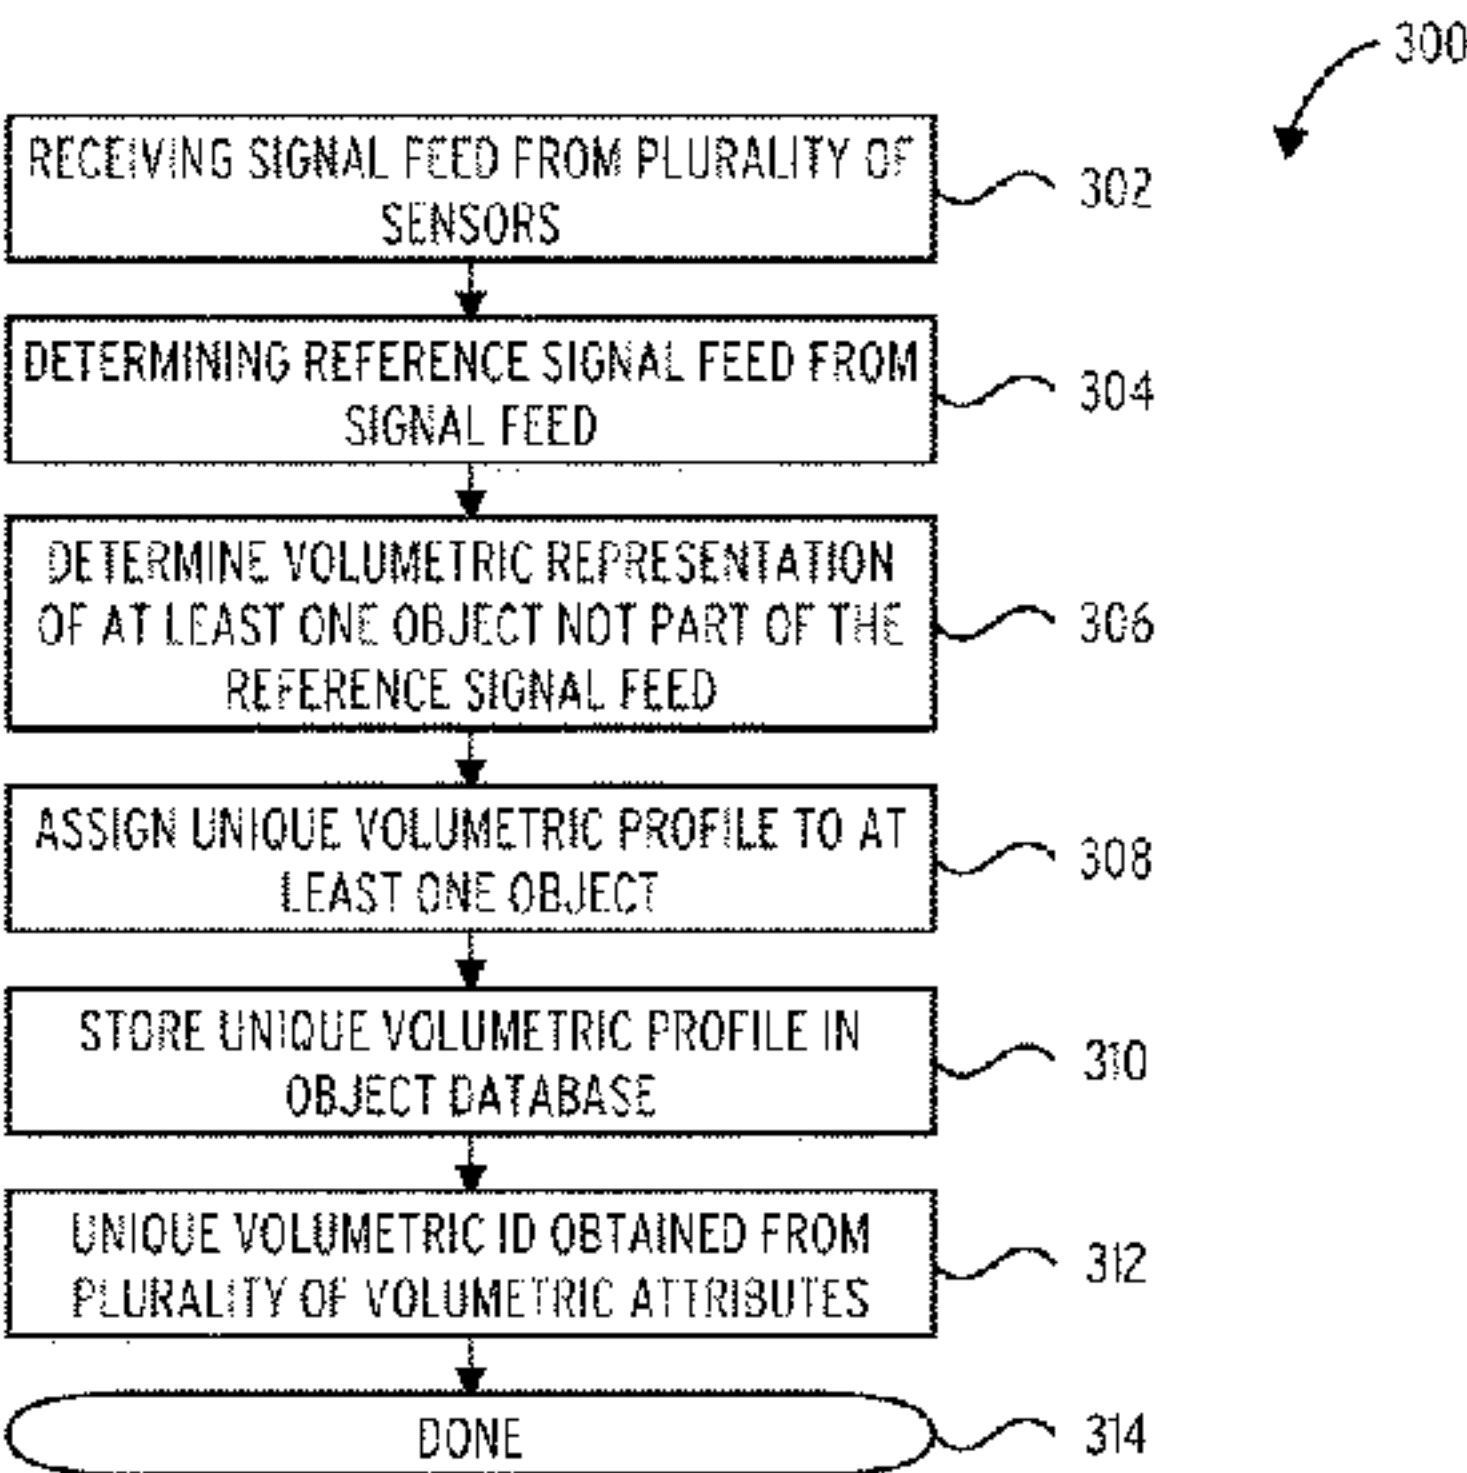 300
RECEIVING SIGNAL FEED FROM PLURALITY OF
SENSORS
302
DETERMINING REFERENCE SIGNAL FEED FROM
SIGNAL FEED
304
DETERMINE VOLUMETRIC REPRESENTATION
OF AT LEAST ONE OBJECT NOT PART OF THE
REFERENCE SIGNAL FEED
306
ASSIGN UNIQUE VOLUMETRIC PROFILE TO AT
LEAST ONE OBJECT
308
STORE UNIQUE VOLUMETRIC PROFILE IN
OBJECT DATABASE
310
UNIQUE VOLUMETRIC ID OBTAINED FROM
PLURALITY OF VOLUMETRIC ATTRIBUTES
312
DONE
314